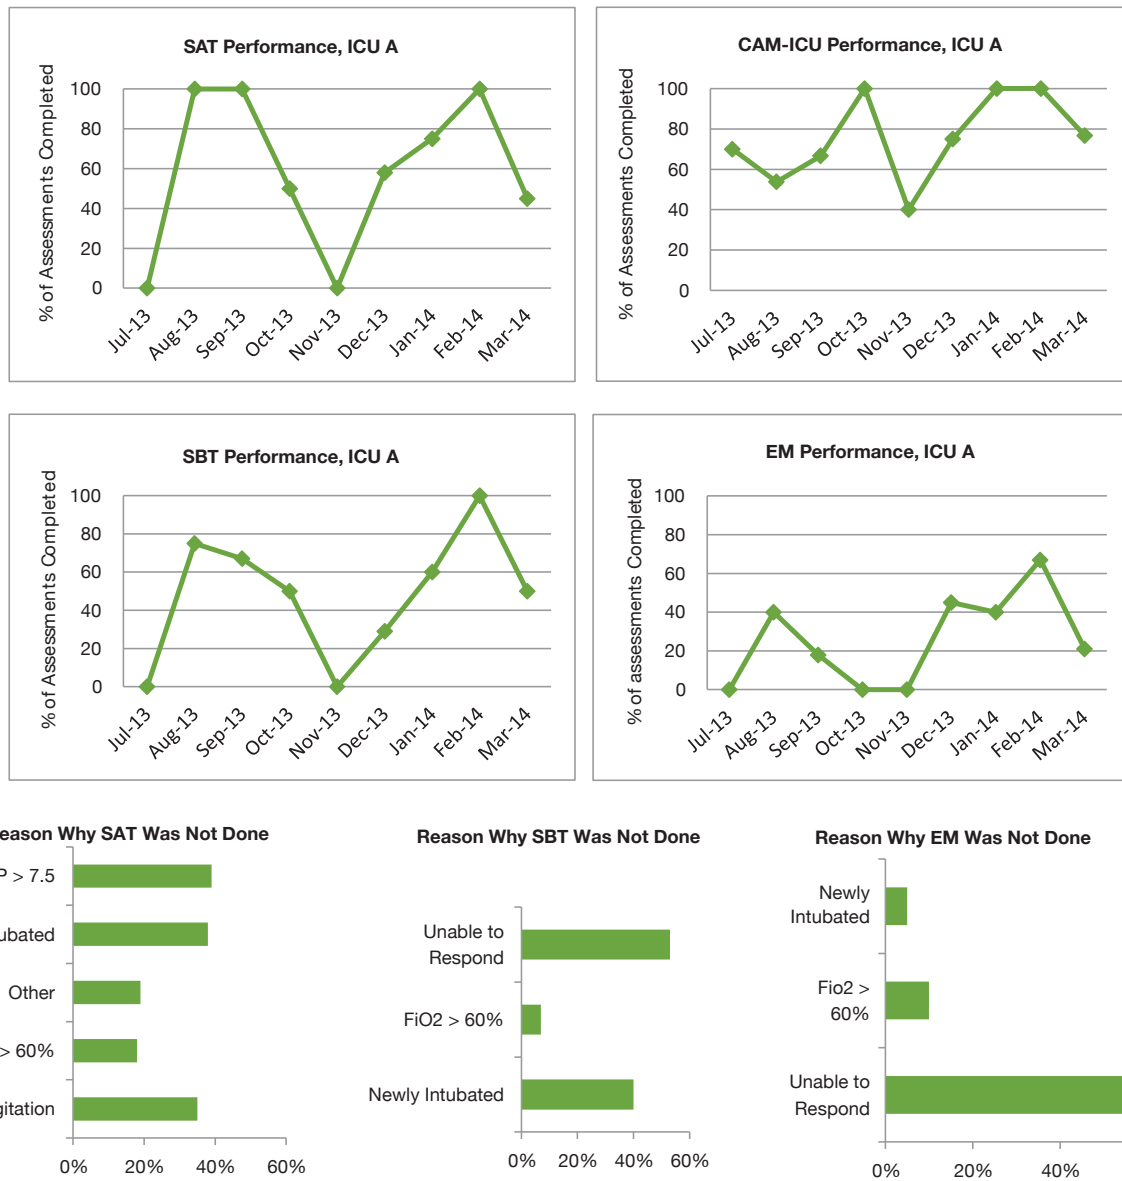 SAT Performance, ICU A
% of Assessments Completed
100
80
60
40
20
0
Jul-13
Aug-13
Sep-13
Oct-13
Nov-13
Dec-13
Jan-14
Feb-14
Mar-14
CAM-ICU Performance, ICU A
% of Assessments Completed
100
80
60
40
20
0
Jul-13
Aug-13
Sep-13
Oct-13
Nov-13
Dec-13
Jan-14
Feb-14
Mar-14
SBT Performance, ICU A
% of Assessments Completed
100
80
60
40
20
0
Jul-13
Aug-13
Sep-13
Oct-13
Nov-13
Dec-13
Jan-14
Feb-14
Mar-14
EM Performance, ICU A
% of assessments Completed
100
80
60
40
20
0
Jul-13
Aug-13
Sep-13
Oct-13
Nov-13
Dec-13
Jan-14
Feb-14
Mar-14
eason Why SAT Was Not Done
P > 7.5
ubated
Other
> 60%
gitation
0% 20% 40% 60%
Reason Why SBT Was Not Done
Unable to
Respond
FiO2 > 60%
Newly Intubated
0% 20% 40% 60%
Reason Why EM Was Not Done
Newly
Intubated
Fio2 >
60%
Unable to
Respond
0% 20% 40%